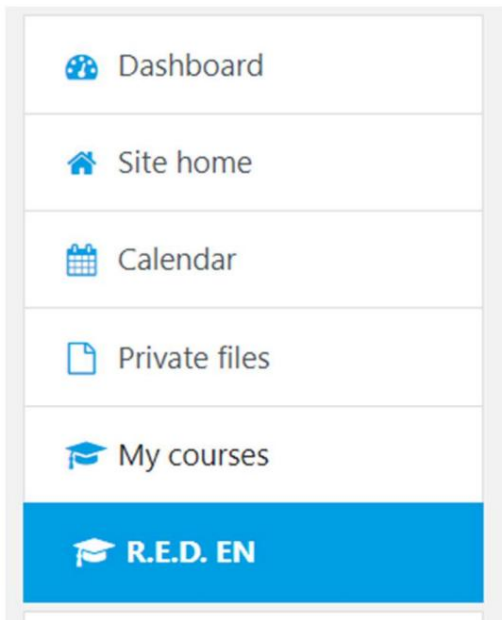 Dashboard
Site home
Calendar
Private files
My courses
R.E.D. EN